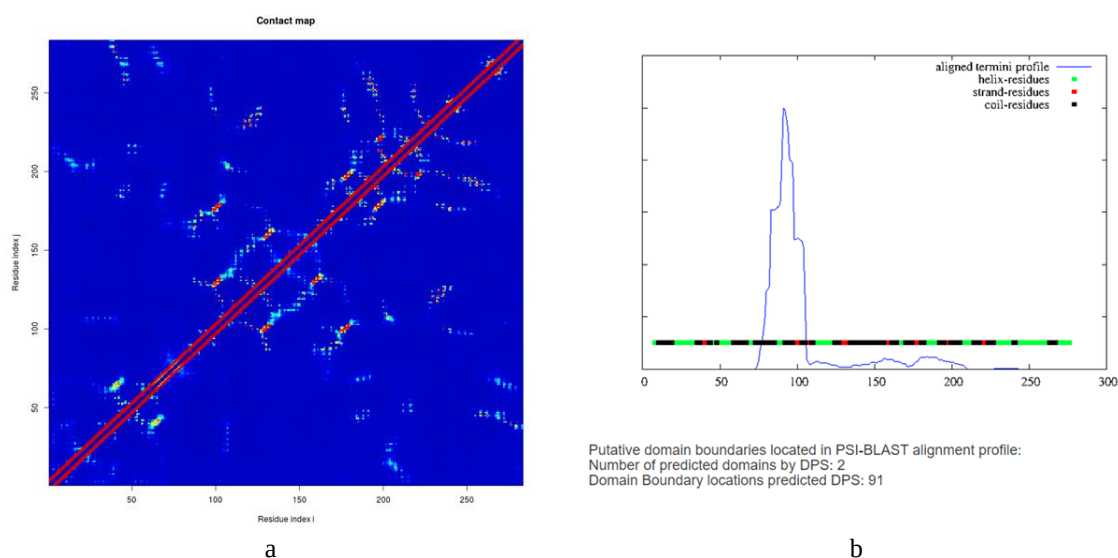 Contact map
Residue index j
250
200
150
100
50
50
100
150
200
250
Residue index i
a
aligned termini profile
helix-residues
strand-residues
coil-residues
0
50
100
150
200
250
300
Putative domain boundaries located in PSI-BLAST alignment profile:
Number of predicted domains by DPS: 2
Domain Boundary locations predicted DPS: 91
b